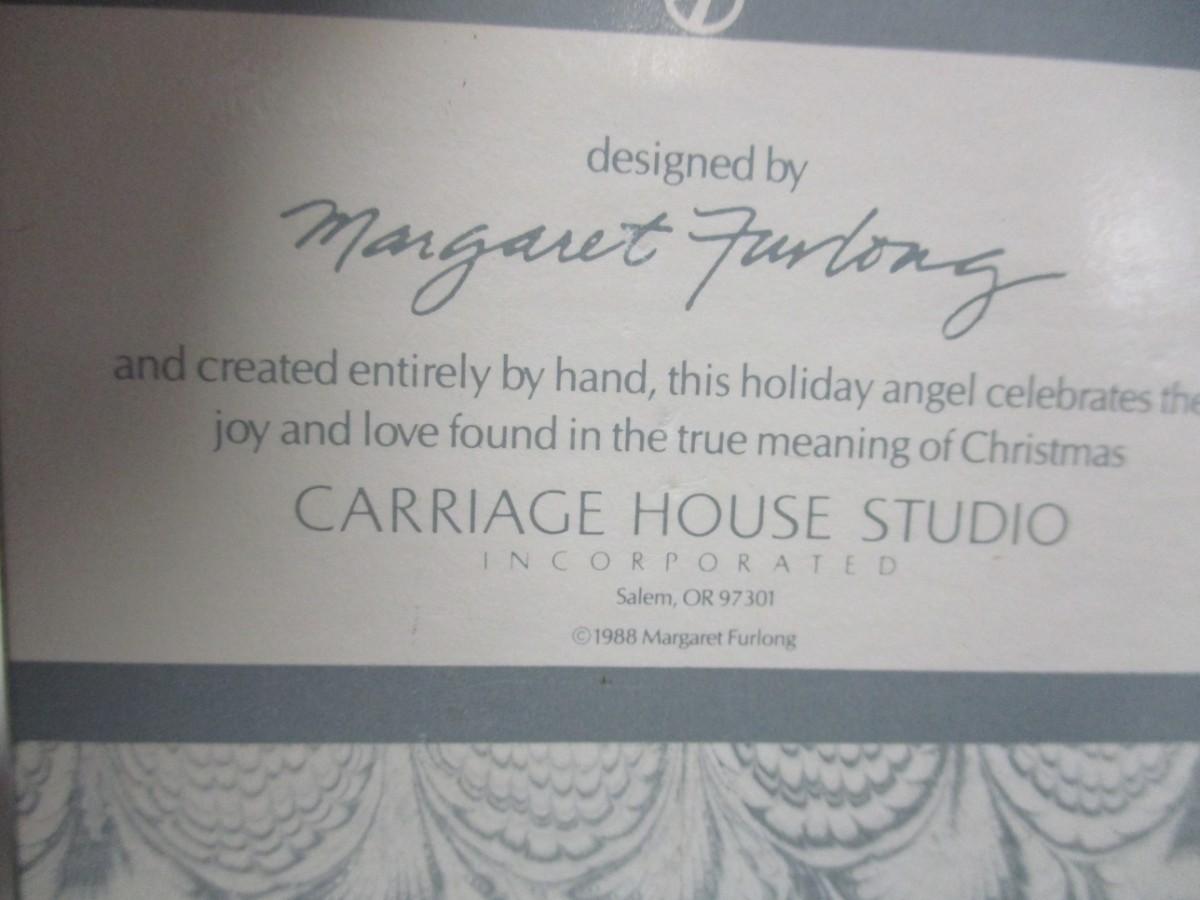 designed by
Margaret Furlong
and created entirely by hand, this holiday angel celebrates the
joy and love found in the true meaning of Christmas
CARRIAGE HOUSE STUDIO
INCORPORATED
Salem, OR 97301
©1988 Margaret Furlong